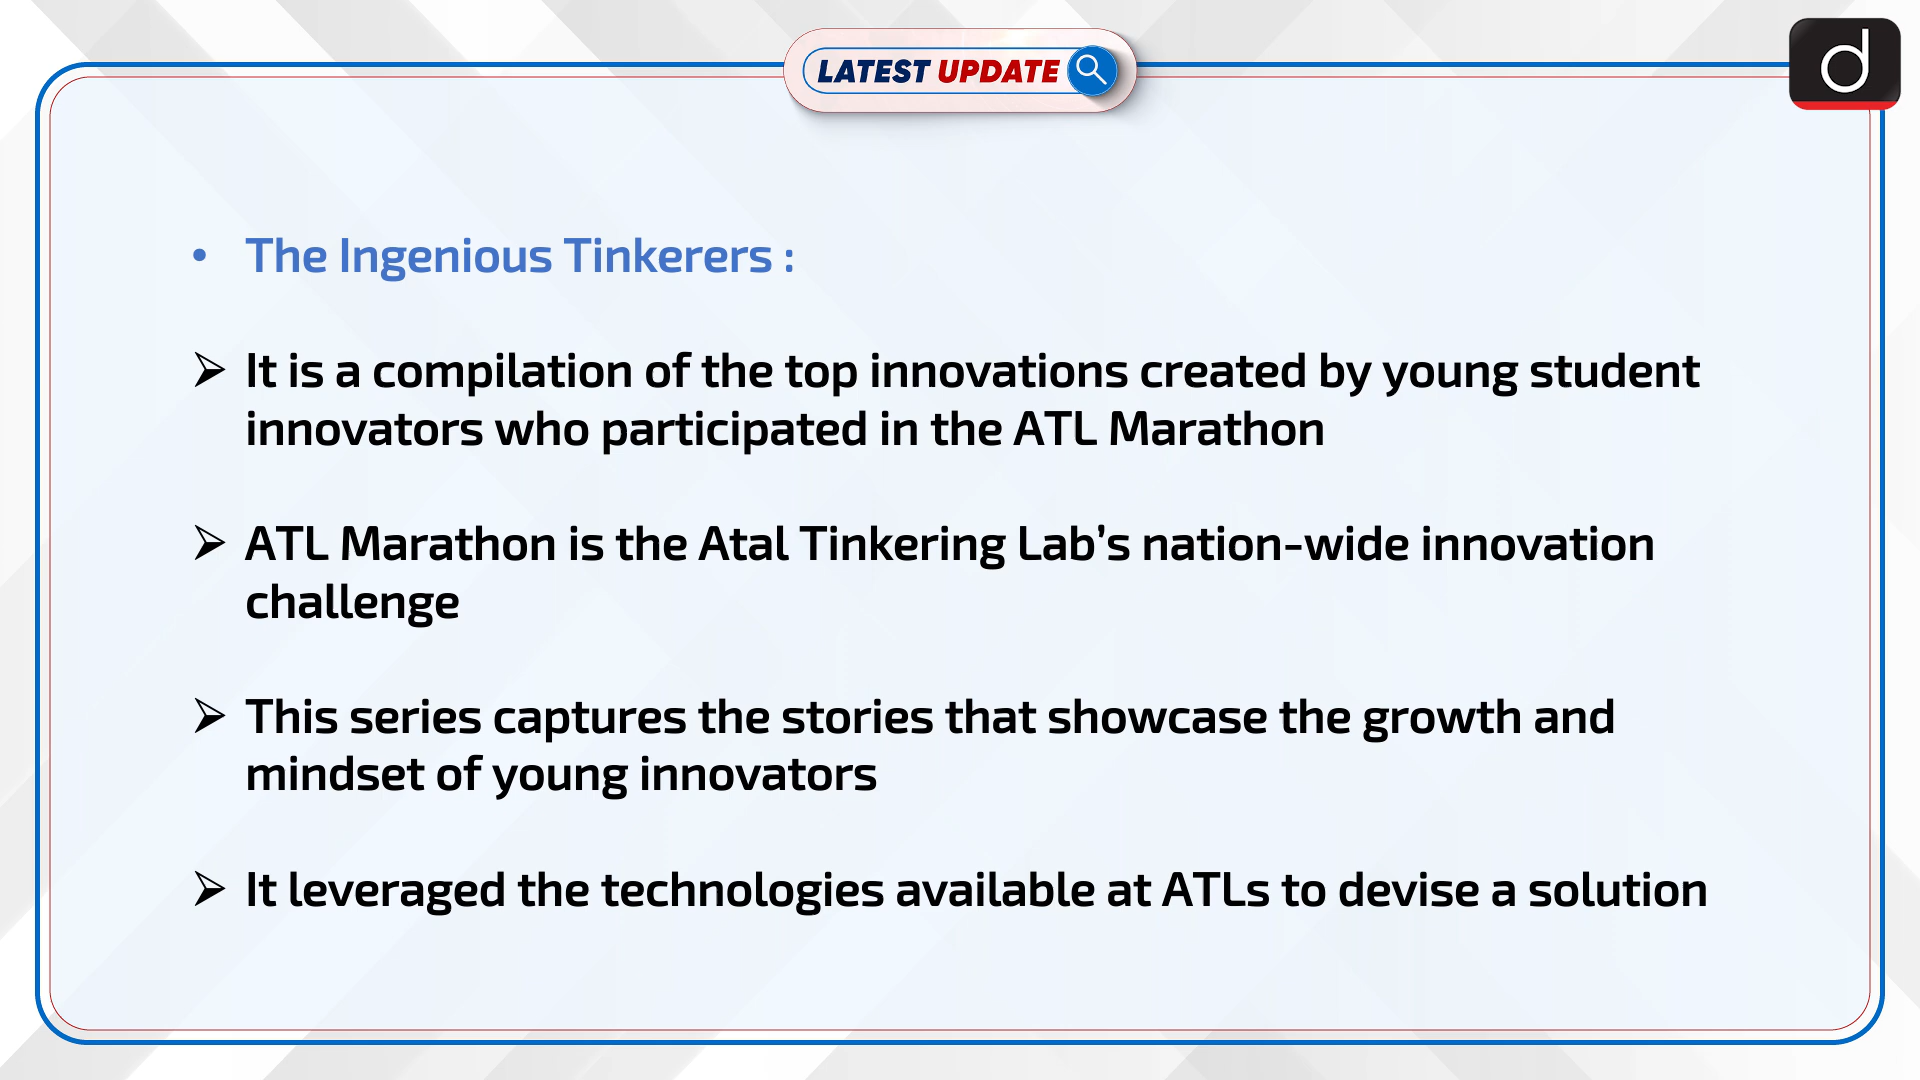 LATEST UPDATE
d
• The Ingenious Tinkerers :
➢ It is a compilation of the top innovations created by young student
innovators who participated in the ATL Marathon
➢ ATL Marathon is the Atal Tinkering Lab’s nation-wide innovation
challenge
➢ This series captures the stories that showcase the growth and
mindset of young innovators
➢ It leveraged the technologies available at ATLs to devise a solution